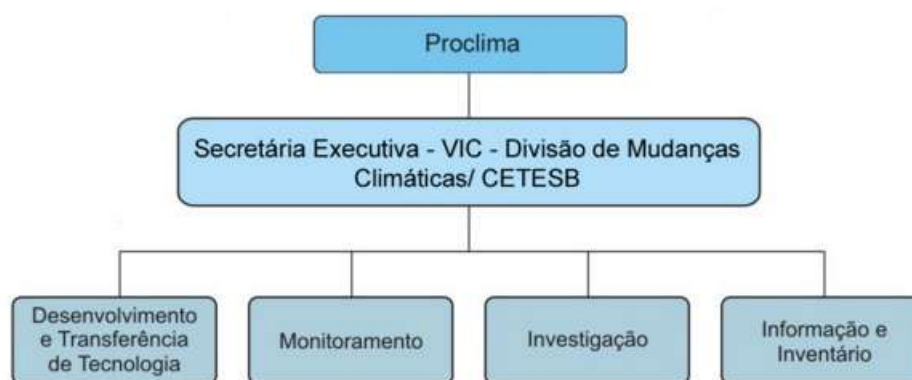 Proclima
Secretária Executiva - VIC - Divisão de Mudanças
Climáticas/ CETESB
Desenvolvimento
e Transferência
de Tecnologia
Monitoramento
Investigação
Informação e
Inventário